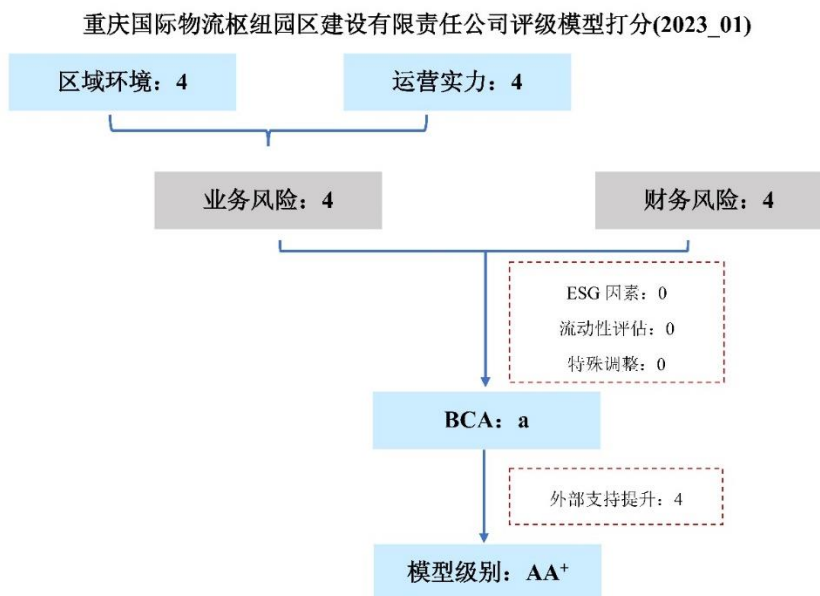 重庆国际物流枢纽园区建设有限责任公司评级模型打分(2023_01)
区域环境：4
运营实力：4
业务风险：4
财务风险：4
ESG 因素：0
流动性评估：0
特殊调整：0
BCA：a
外部支持提升：4
模型级别：AA⁺